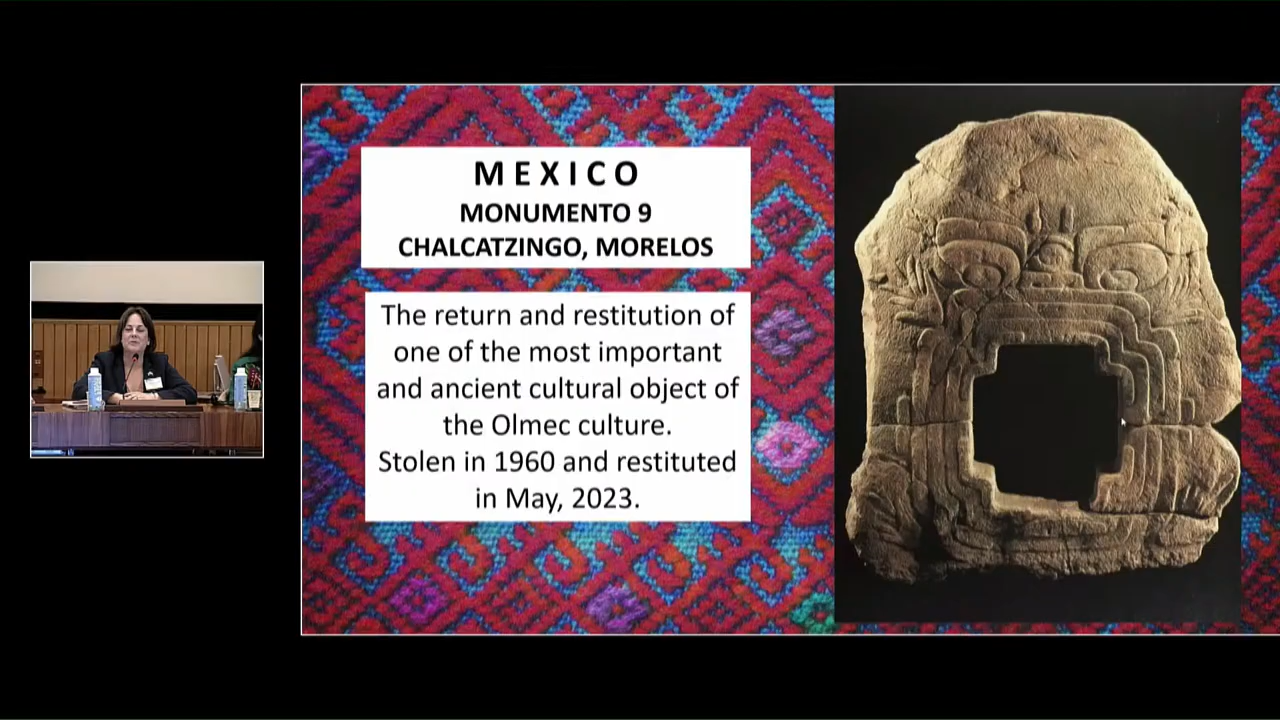 MEXICO
MONUMENTO 9
CHALCATZINGO, MORELOS
The return and restitution of
one of the most important
and ancient cultural object of
the Olmec culture.
Stolen in 1960 and restituted
in May, 2023.